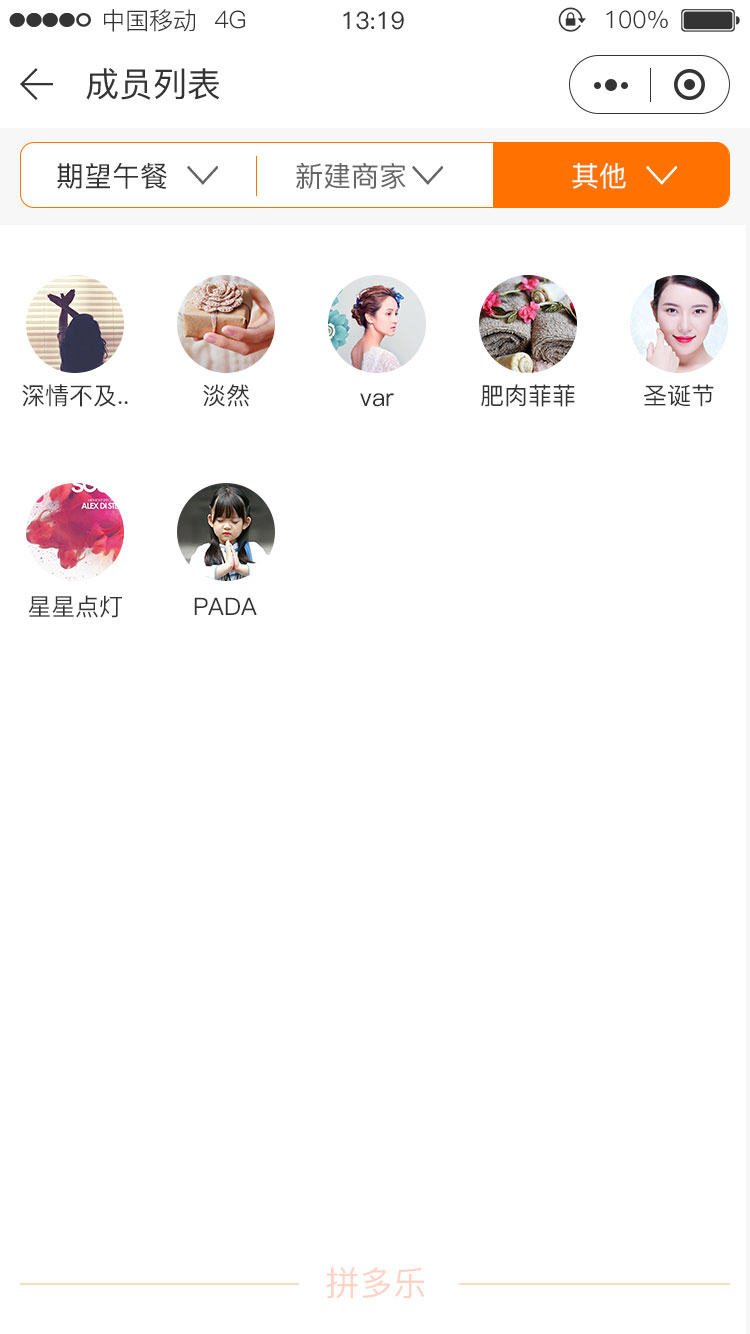 中国移动 4G 13:19 100%
成员列表
期望午餐 新建商家 其他
深情不及.. 淡然 var 肥肉菲菲 圣诞节
ALEX DI STE
星星点灯 PADA
拼多乐